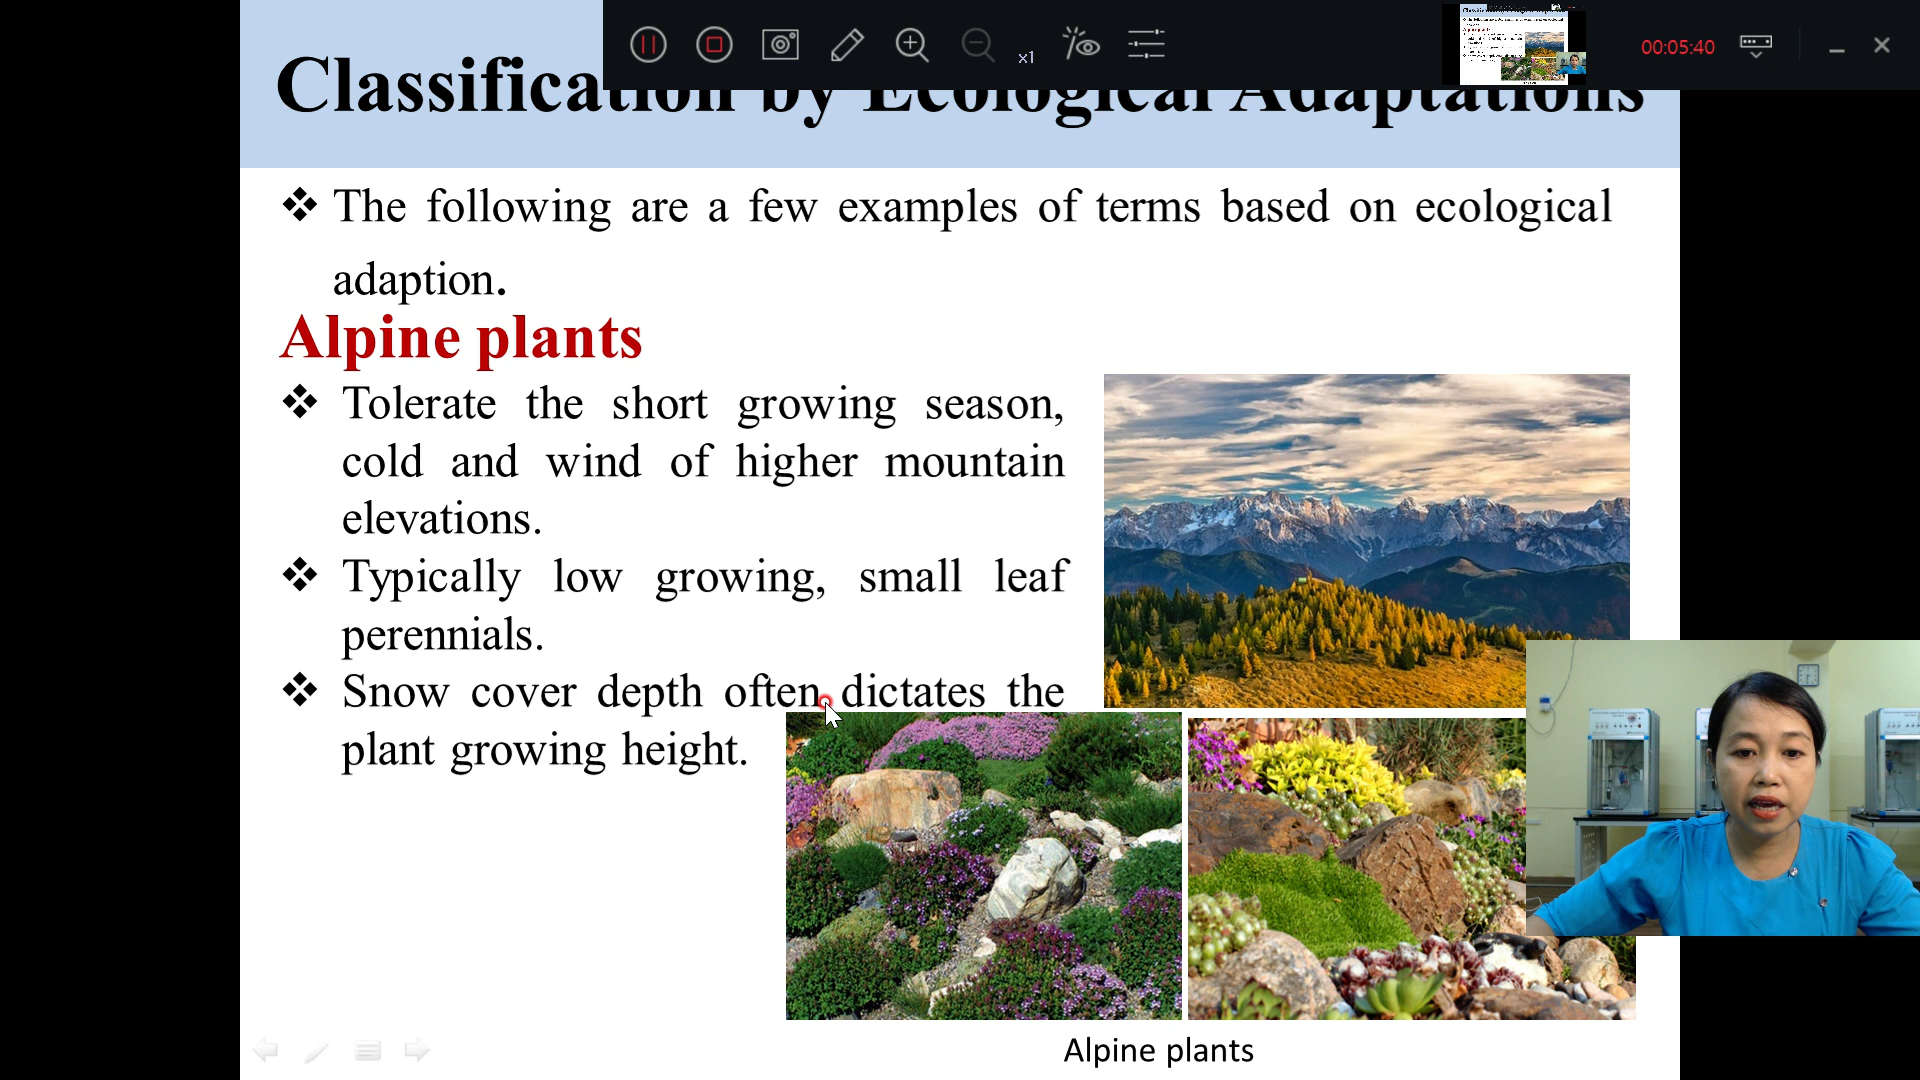 x1
00:05:40
Classification by Ecological Adaptations
The following are a few examples of terms based on ecological
adaption.
Alpine plants
Tolerate the short growing season,
cold and wind of higher mountain
elevations.
Typically low growing, small leaf
perennials.
Snow cover depth often dictates the
plant growing height.
Alpine plants